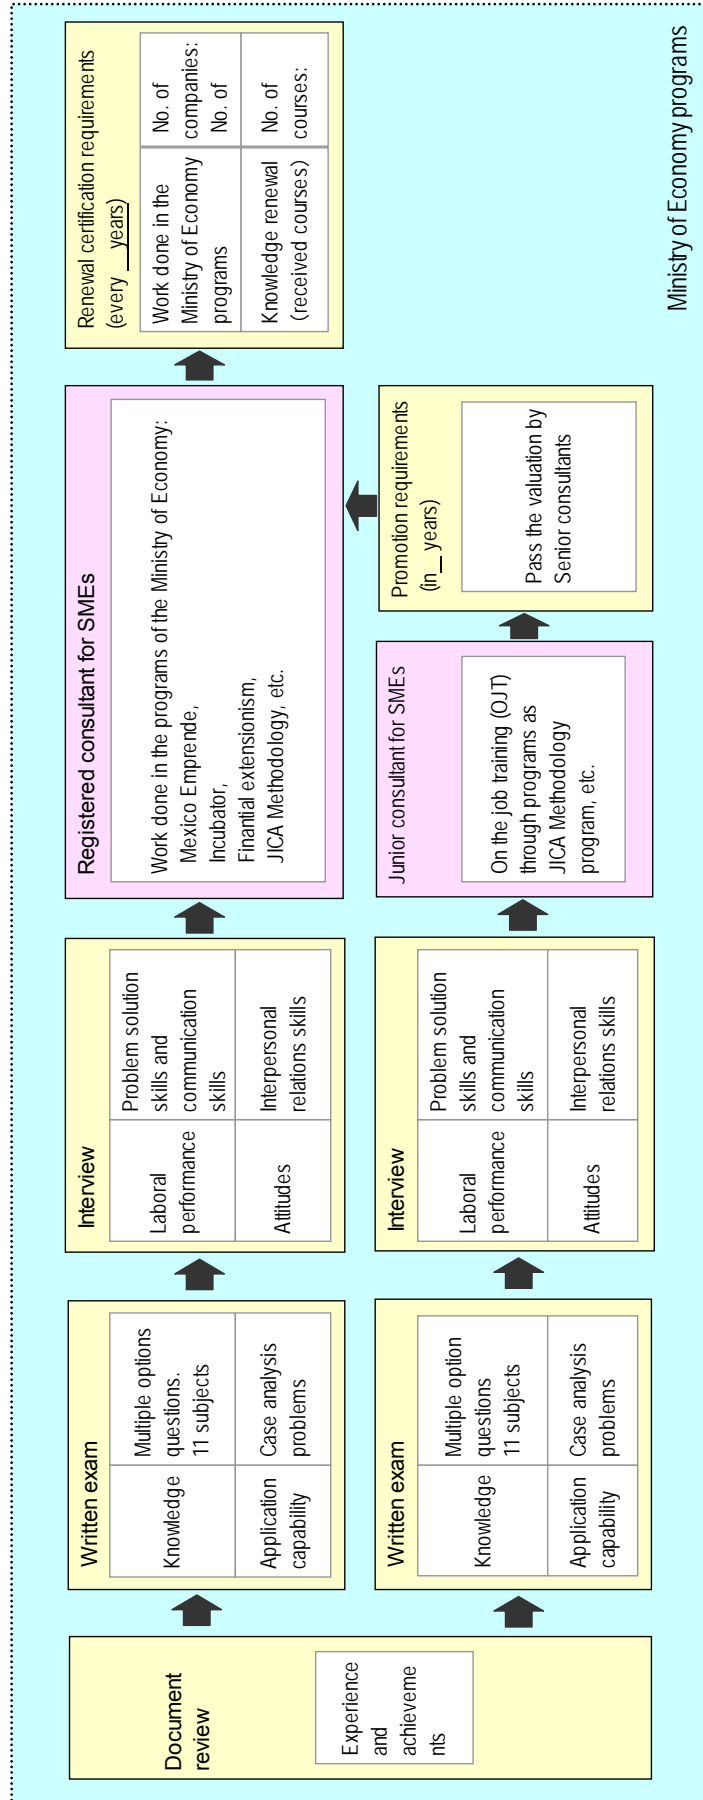 Document
review
Experience
and
achieveme
nts
Written exam
Knowledge
Multiple options
questions.
11 subjects
Application
capability
Case analysis
problems
Interview
Laboral
performance
Problem solution
skills and
communication
skills
Attitudes
Interpersonal
relations skills
Registered consultant for SMEs
Work done in the programs of the Ministry of Economy:
Mexico Emprende,
Incubator,
Finantial extensionism,
JICA Methodology, etc.
Renewal certification requirements
(every __ years)
Work done in the
Ministry of Economy
programs
No. of
companies:
No. of
Knowledge renewal
(received courses)
No. of
courses:
Written exam
Knowledge
Multiple option
questions
11 subjects
Application
capability
Case analysis
problems
Interview
Laboral
performance
Problem solution
skills and
communication
skills
Attitudes
Interpersonal
relations skills
Junior consultant for SMEs
On the job training (OJT)
through programs as
JICA Methodology
program, etc.
Promotion requirements
(in__ years)
Pass the valuation by
Senior consultants
Ministry of Economy programs